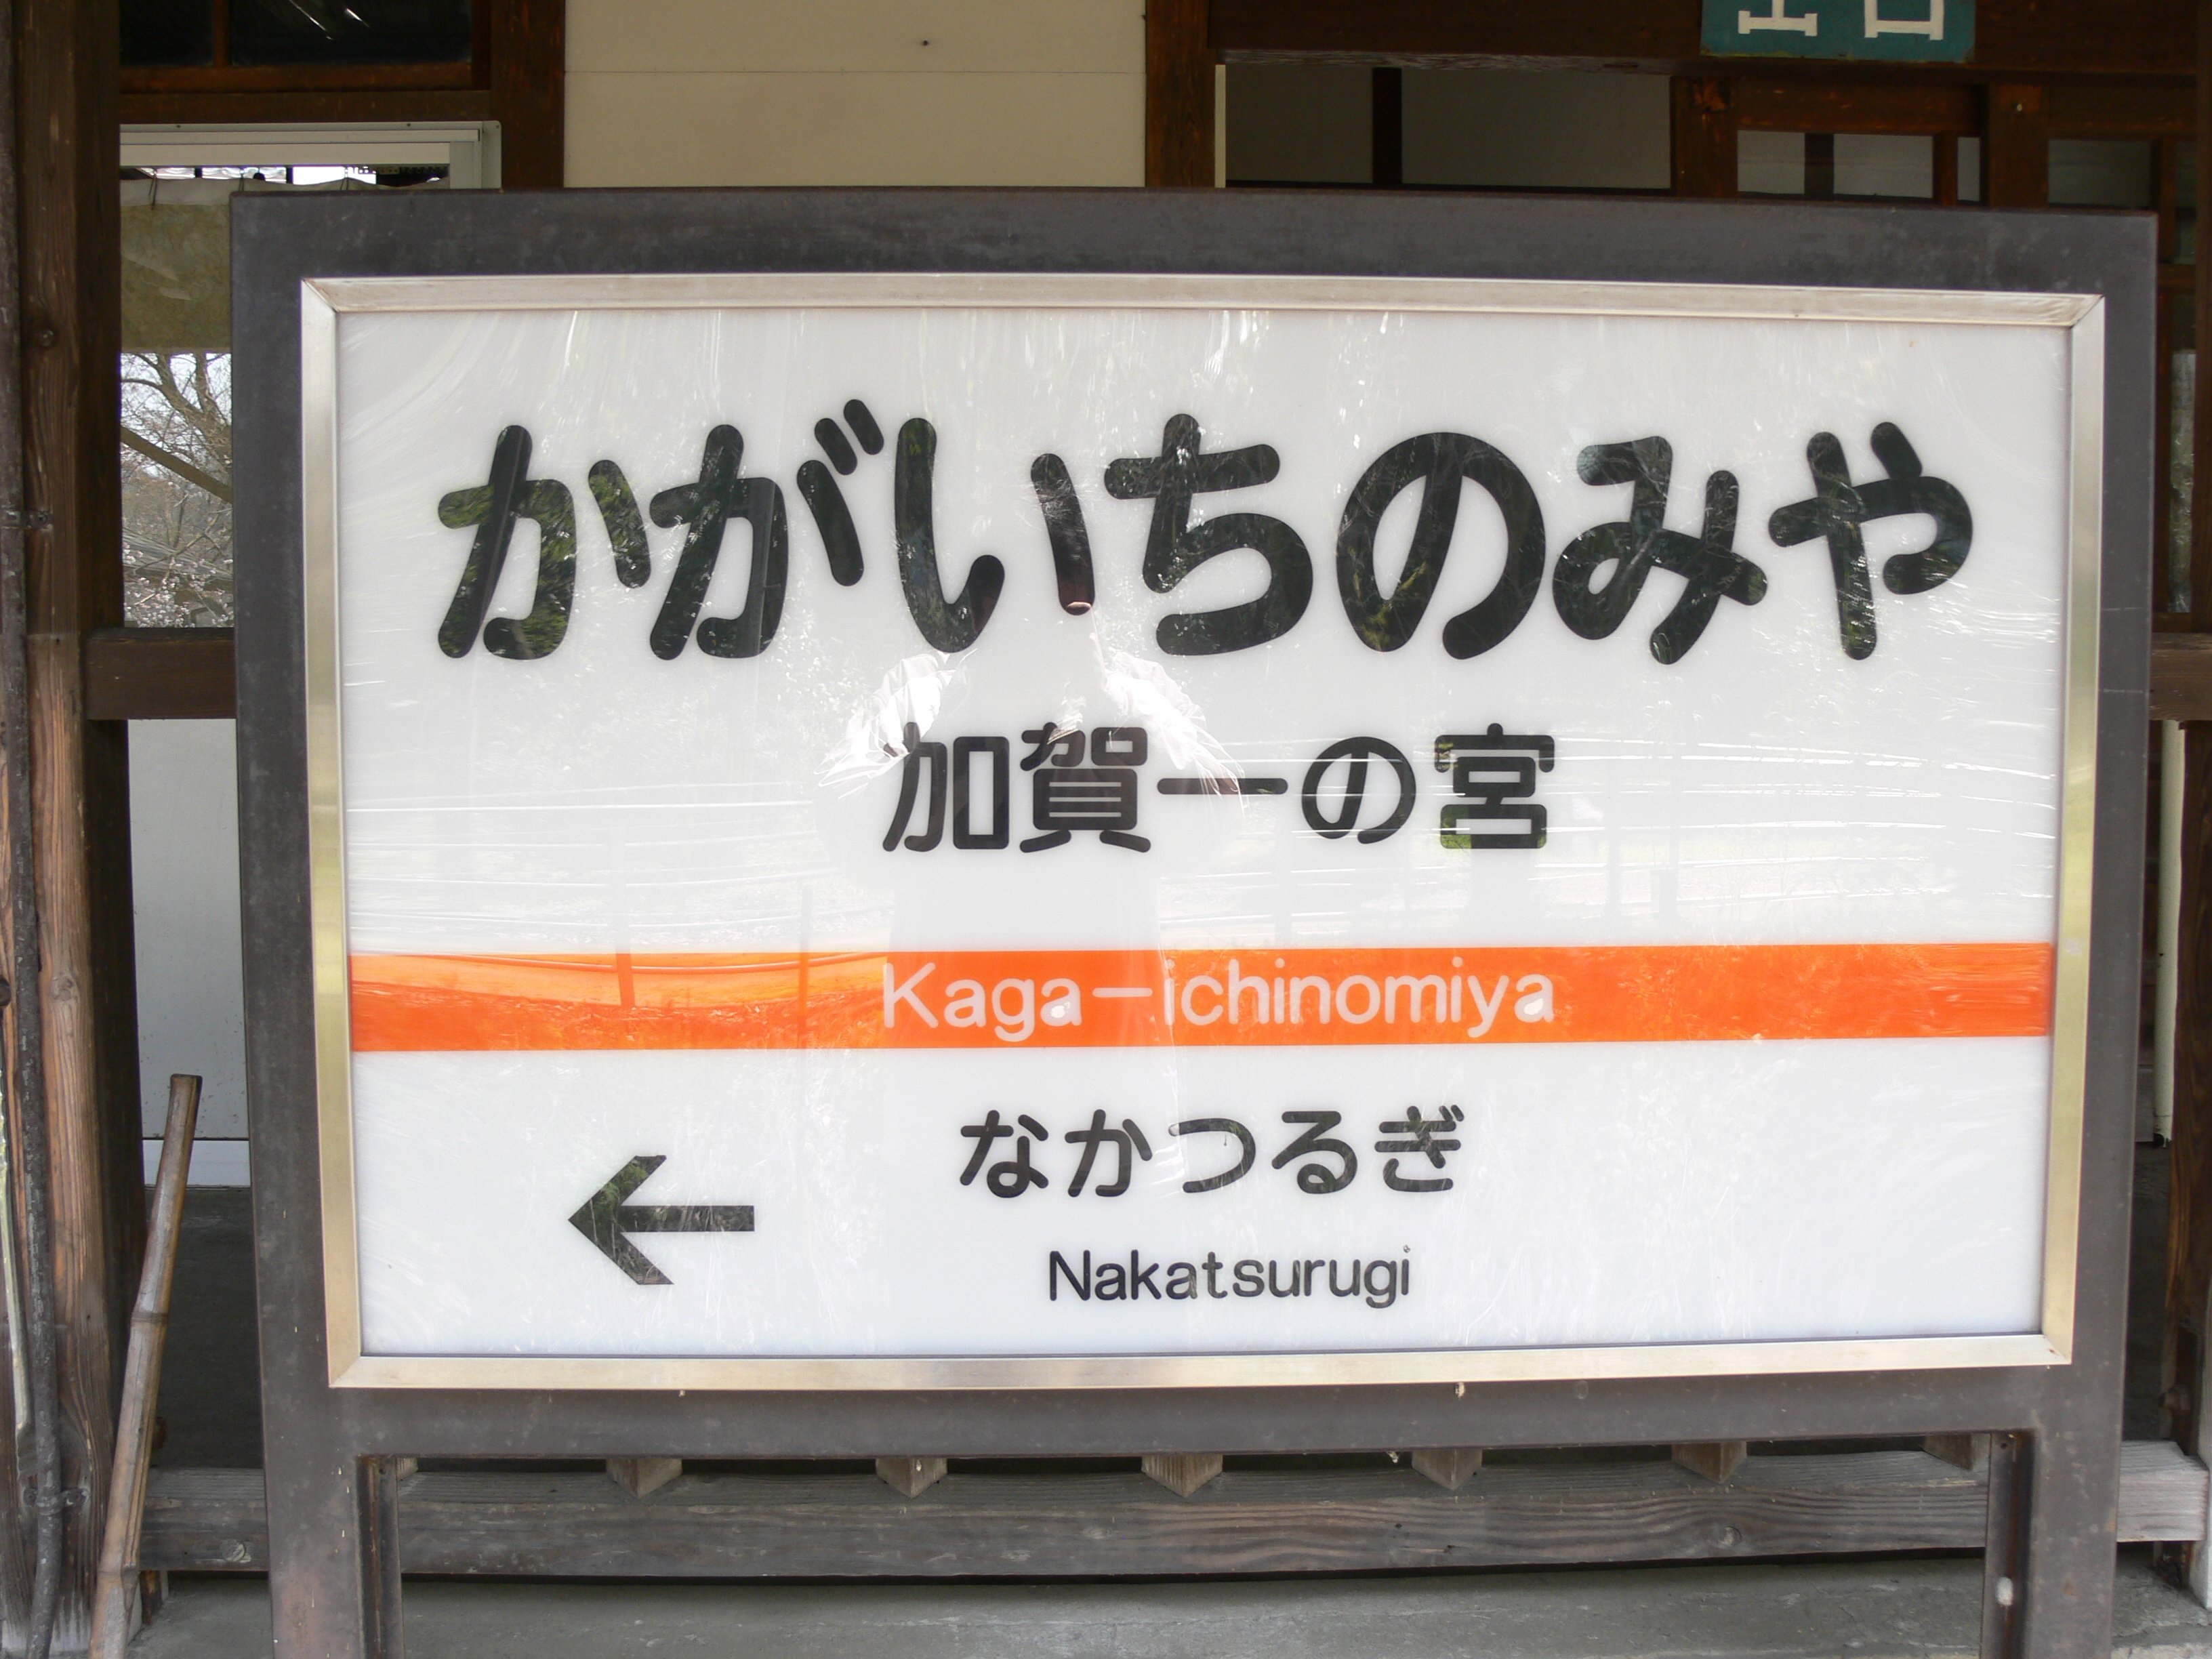 かがいちのみや
加賀一の宮
Kaga-ichinomiya
なかつるぎ
←
Nakatsurugi